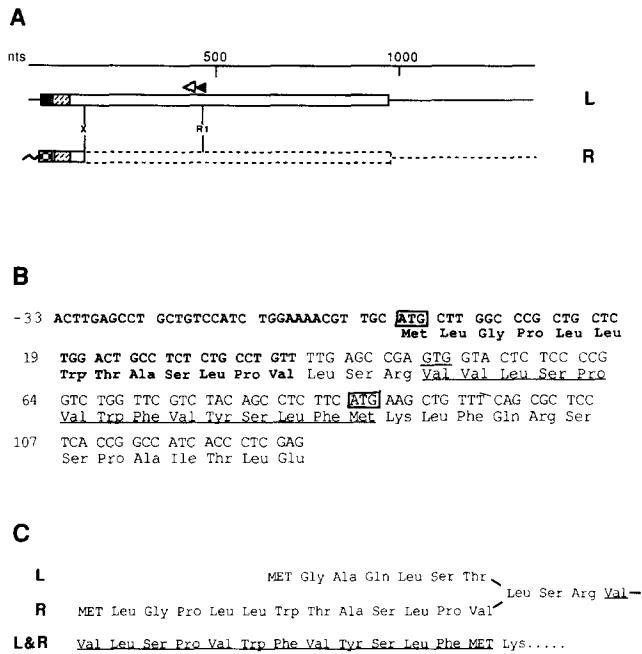 A
nts 500 1000
L
X R1
R
B
-33 ACTTGAGCCT GCTGTCCATC TGGAAAACGT TGC ATG CTT GGC CCG CTG CTC
Met Leu Gly Pro Leu Leu
19 TGG ACT GCC TCT CTG CCT GTT TTG AGC CGA GTG GTA CTC TCC CCG
Trp Thr Ala Ser Leu Pro Val Leu Ser Arg Val Val Leu Ser Pro
64 GTC TGG TTC GTC TAC AGC CTC TTC ATG AAG CTG TTT CAG CGC TCC
Val Trp Phe Val Tyr Ser Leu Phe Met Lys Leu Phe Gln Arg Ser
107 TCA CCG GCC ATC ACC CTC GAG
Ser Pro Ala Ile Thr Leu Glu
C
L MET Gly Ala Gln Leu Ser Thr
Leu Ser Arg Val
R MET Leu Gly Pro Leu Leu Trp Thr Ala Ser Leu Pro Val
L&R Val Leu Ser Pro Val Trp Phe Val Tyr Ser Leu Phe MET Lys.....